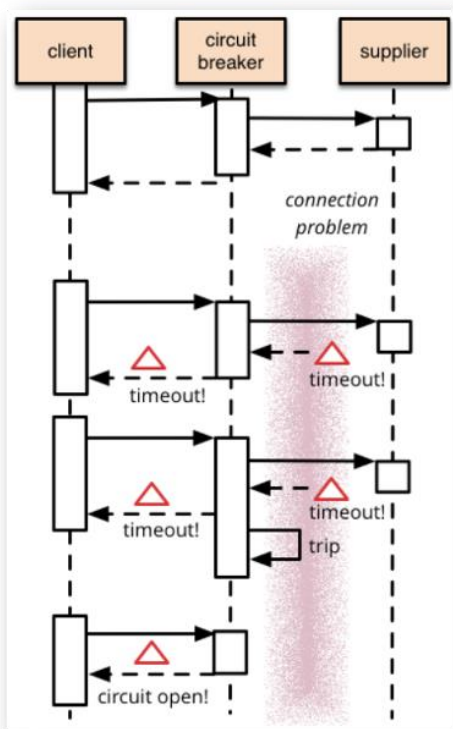 client
circuit
breaker
supplier
connection
problem
timeout!
timeout!
timeout!
timeout!
trip
circuit open!